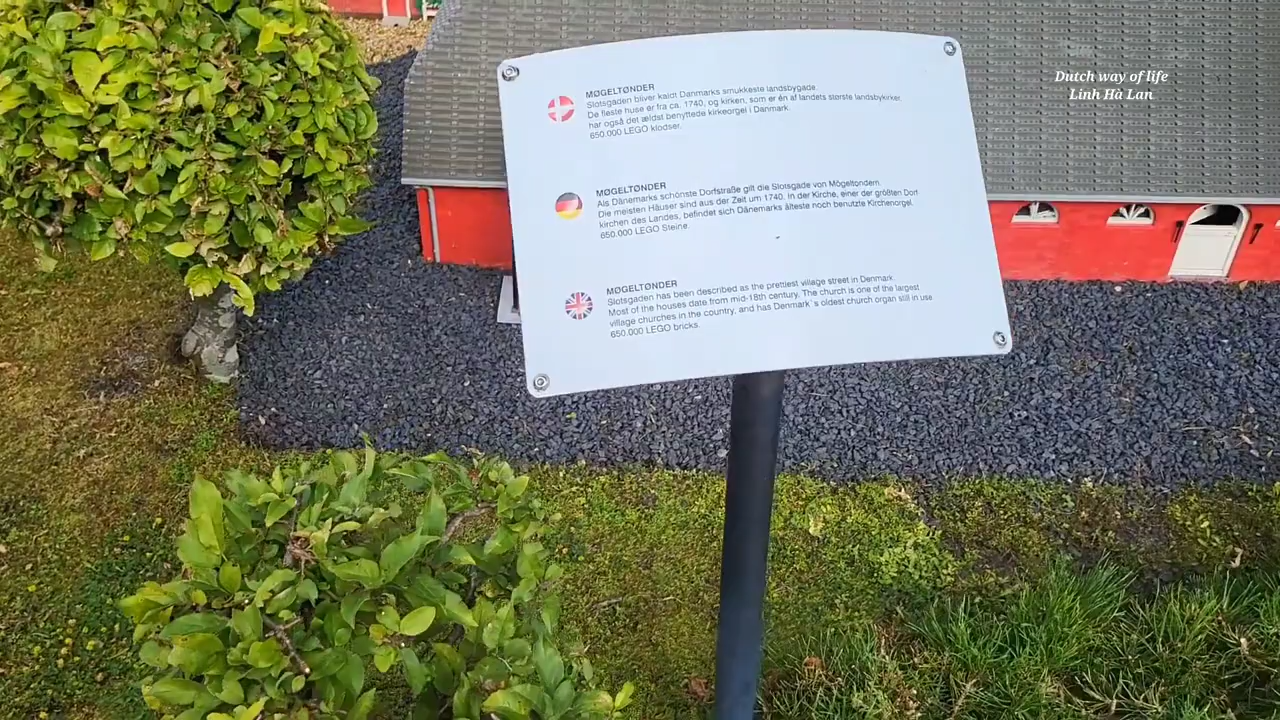 Dutch way of life
Linh Hà Lan
MØGELTØNDER
Slotsgaden bliver kaldt Danmarks smukkeste landsbygade.
De fleste huse er fra ca. 1740, og kirken, som er én af landets største landsbykirker,
har også det ældst benyttede kirkeorgel i Danmark.
650.000 LEGO klodser.
MØGELTØNDER
Als Dänemarks schönste Dorfstraße gilt die Slotsgade von Mögeltondern.
Die meisten Häuser sind aus der Zeit um 1740. In der Kirche, einer der größten Dorf
kirchen des Landes, befindet sich Dänemarks älteste noch benutzte Kirchenorgel.
650.000 LEGO Steine.
MØGELTØNDER
Slotsgaden has been described as the prettiest village street in Denmark.
Most of the houses date from mid-18th century. The church is one of the largest
village churches in the country, and has Denmark´s oldest church organ still in use
650.000 LEGO bricks.